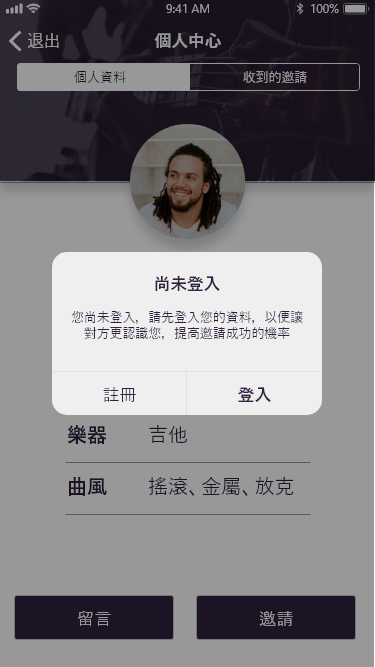 9:41 AM 100%
退出 個人中心
個人資料 收到的邀請
尚未登入
您尚未登入，請先登入您的資料，以便讓
對方更認識您，提高邀請成功的機率
註冊 登入
樂器 吉他
曲風 搖滾、金屬、放克
留言 邀請